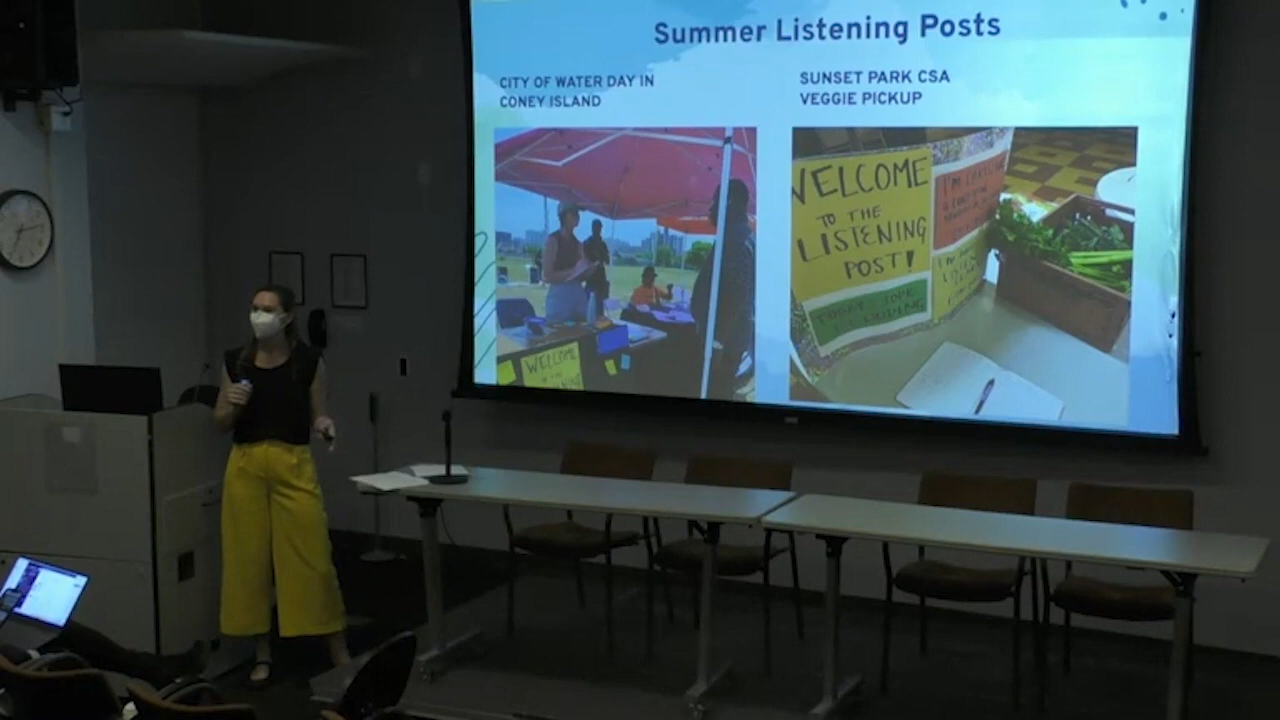 Summer Listening Posts
CITY OF WATER DAY IN
CONEY ISLAND
SUNSET PARK CSA
VEGGIE PICKUP
WELCOME
WELCOME
TO THE
LISTENING
POST!